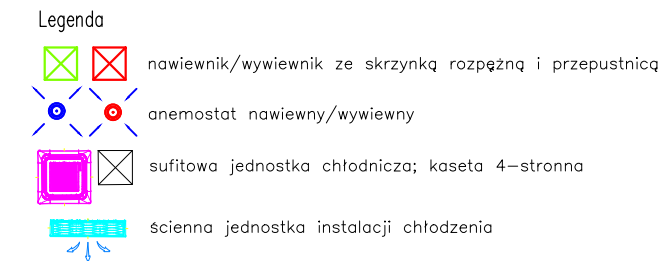 Legenda
nawiewnik/wywiewnik ze skrzynką rozpężną i przepustnicą
anemostat nawiewny/wywiewny
sufitowa jednostka chłodnicza; kaseta 4-stronna
ścienna jednostka instalacji chłodzenia